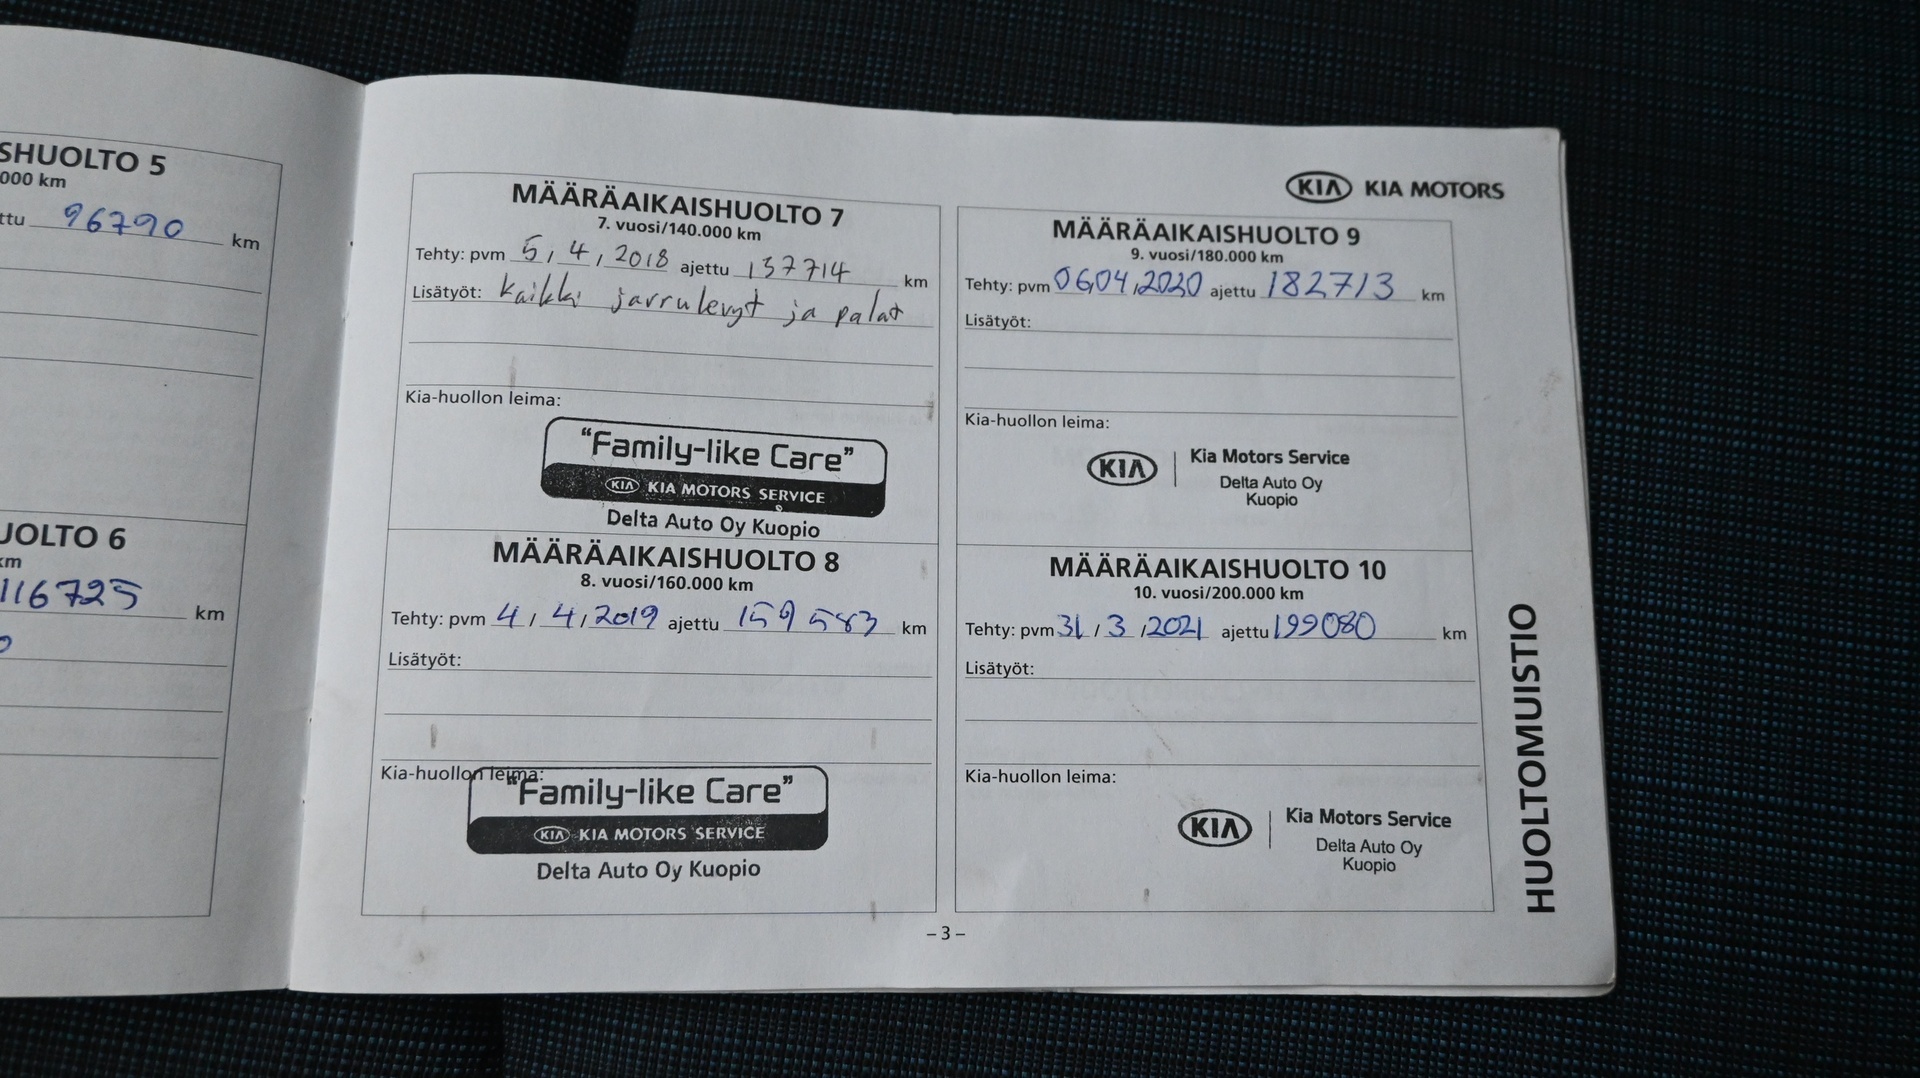 SHUOLTO 5
000 km
ttu 96790 km
UOLTO 6
km
116725 km
KIA KIA MOTORS
MÄÄRÄAIKAISHUOLTO 7
7. vuosi/140.000 km
Tehty: pvm 5 / 4 / 2018 ajettu 137714 km
Lisätyöt: kaikki jarrulevyt ja palat
Kia-huollon leima:
“Family-like Care”
KIA KIA MOTORS SERVICE
Delta Auto Oy Kuopio
MÄÄRÄAIKAISHUOLTO 8
8. vuosi/160.000 km
Tehty: pvm 4 / 4 / 2019 ajettu 159 583 km
Lisätyöt:
Kia-huollon leima:
“Family-like Care”
KIA KIA MOTORS SERVICE
Delta Auto Oy Kuopio
MÄÄRÄAIKAISHUOLTO 9
9. vuosi/180.000 km
Tehty: pvm 06/04/2020 ajettu 182713 km
Lisätyöt:
Kia-huollon leima:
KIA | Kia Motors Service
Delta Auto Oy
Kuopio
MÄÄRÄAIKAISHUOLTO 10
10. vuosi/200.000 km
Tehty: pvm 31 / 3 / 2021 ajettu 199080 km
Lisätyöt:
Kia-huollon leima:
KIA | Kia Motors Service
Delta Auto Oy
Kuopio
HUOLTOMUISTIO
– 3 –